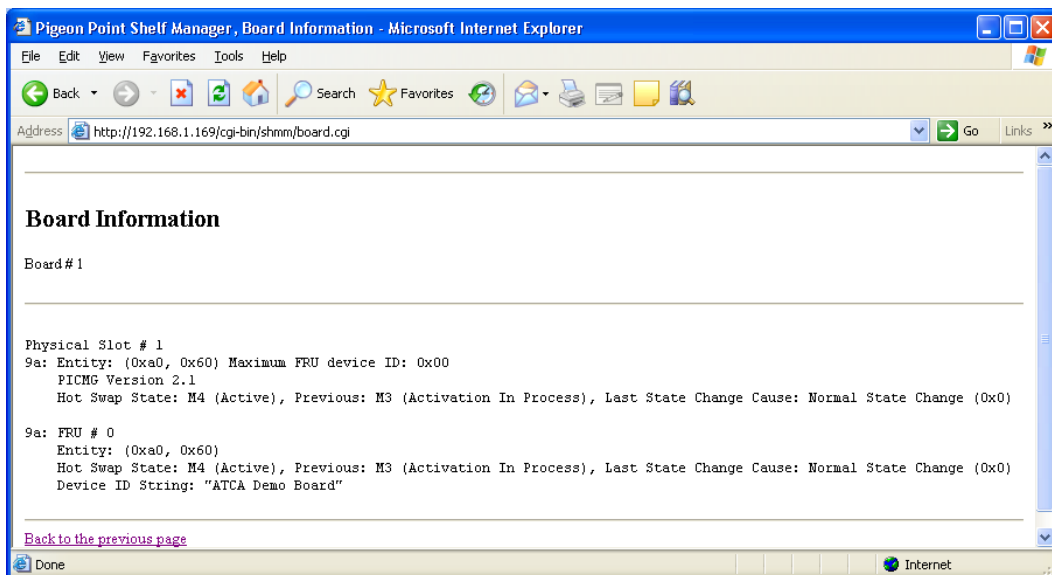 Pigeon Point Shelf Manager, Board Information - Microsoft Internet Explorer
File Edit View Favorites Tools Help
Back Search Favorites
Address http://192.168.1.169/cgi-bin/shmm/board.cgi Go Links »
Board Information
Board # 1
Physical Slot # 1
9a: Entity: (0xa0, 0x60) Maximum FRU device ID: 0x00
PICMG Version 2.1
Hot Swap State: M4 (Active), Previous: M3 (Activation In Process), Last State Change Cause: Normal State Change (0x0)
9a: FRU # 0
Entity: (0xa0, 0x60)
Hot Swap State: M4 (Active), Previous: M3 (Activation In Process), Last State Change Cause: Normal State Change (0x0)
Device ID String: "ATCA Demo Board"
Back to the previous page
Done Internet